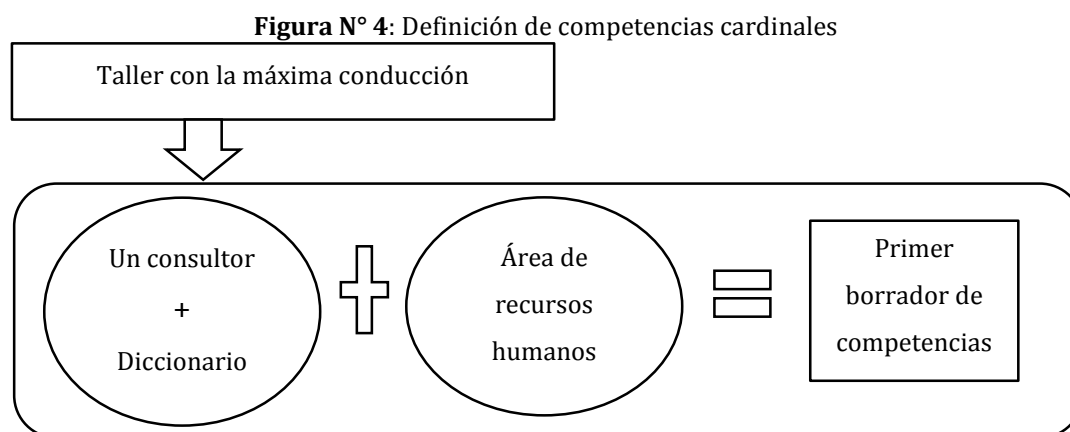 Figura N° 4: Definición de competencias cardinales
Taller con la máxima conducción
Un consultor
+
Diccionario
Área de
recursos
humanos
Primer
borrador de
competencias